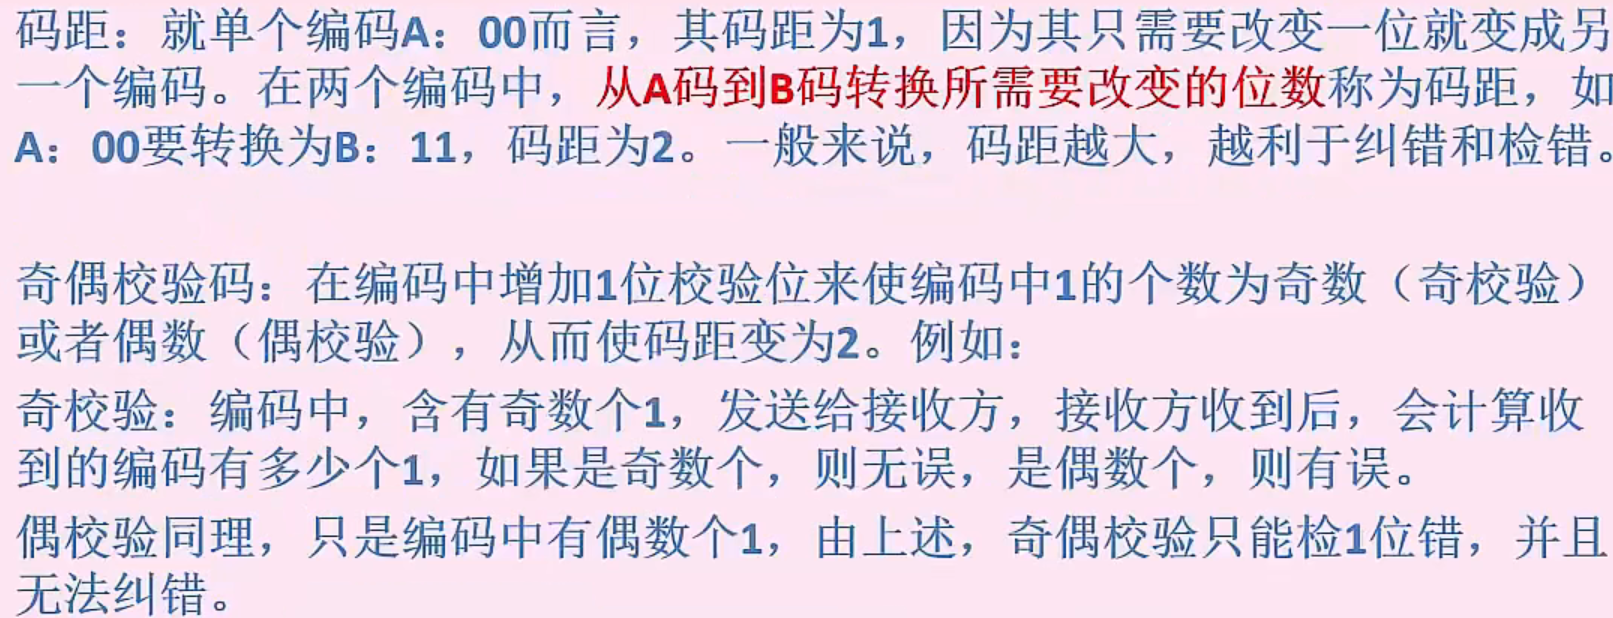 码距：就单个编码A：00而言，其码距为1，因为其只需要改变一位就变成另
一个编码。在两个编码中，从A码到B码转换所需要改变的位数称为码距，如
A：00要转换为B：11，码距为2。一般来说，码距越大，越利于纠错和检错。
奇偶校验码：在编码中增加1位校验位来使编码中1的个数为奇数（奇校验）
或者偶数（偶校验），从而使码距变为2。例如：
奇校验：编码中，含有奇数个1，发送给接收方，接收方收到后，会计算收
到的编码有多少个1，如果是奇数个，则无误，是偶数个，则有误。
偶校验同理，只是编码中有偶数个1，由上述，奇偶校验只能检1位错，并且
无法纠错。